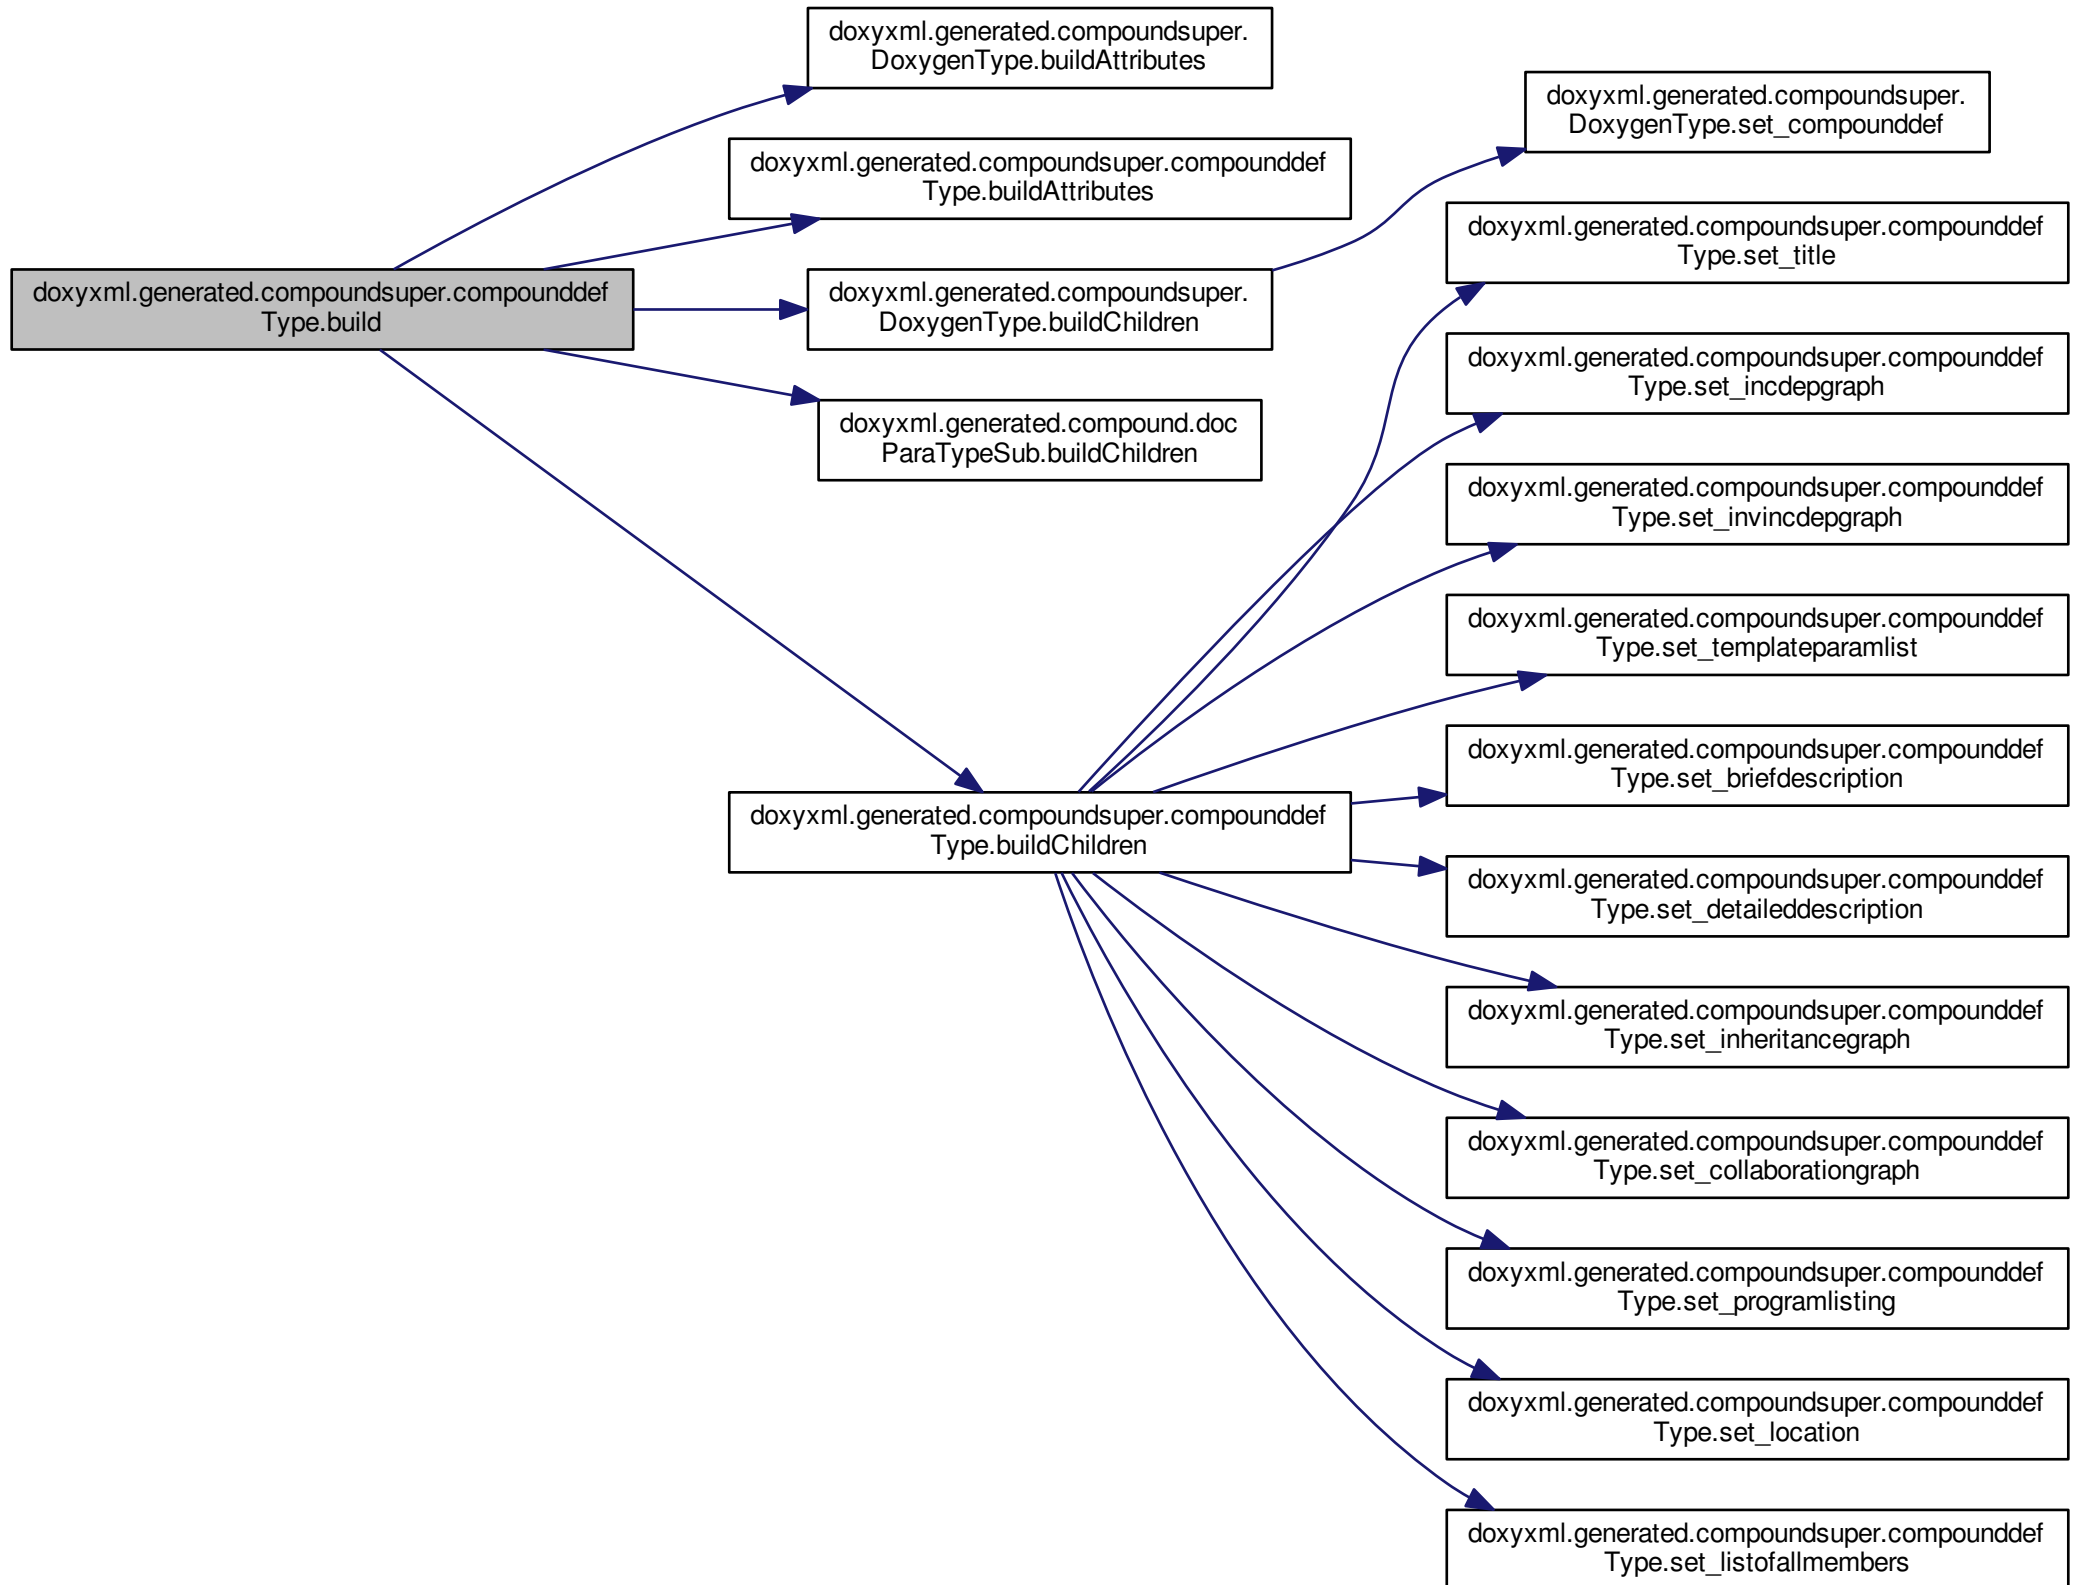 doxyxml.generated.compoundsuper.compounddef
Type.build
doxyxml.generated.compoundsuper.
DoxygenType.buildAttributes
doxyxml.generated.compoundsuper.compounddef
Type.buildAttributes
doxyxml.generated.compoundsuper.
DoxygenType.buildChildren
doxyxml.generated.compound.doc
ParaTypeSub.buildChildren
doxyxml.generated.compoundsuper.compounddef
Type.buildChildren
doxyxml.generated.compoundsuper.
DoxygenType.set_compounddef
doxyxml.generated.compoundsuper.compounddef
Type.set_title
doxyxml.generated.compoundsuper.compounddef
Type.set_incdepgraph
doxyxml.generated.compoundsuper.compounddef
Type.set_invincdepgraph
doxyxml.generated.compoundsuper.compounddef
Type.set_templateparamlist
doxyxml.generated.compoundsuper.compounddef
Type.set_briefdescription
doxyxml.generated.compoundsuper.compounddef
Type.set_detaileddescription
doxyxml.generated.compoundsuper.compounddef
Type.set_inheritancegraph
doxyxml.generated.compoundsuper.compounddef
Type.set_collaborationgraph
doxyxml.generated.compoundsuper.compounddef
Type.set_programlisting
doxyxml.generated.compoundsuper.compounddef
Type.set_location
doxyxml.generated.compoundsuper.compounddef
Type.set_listofallmembers